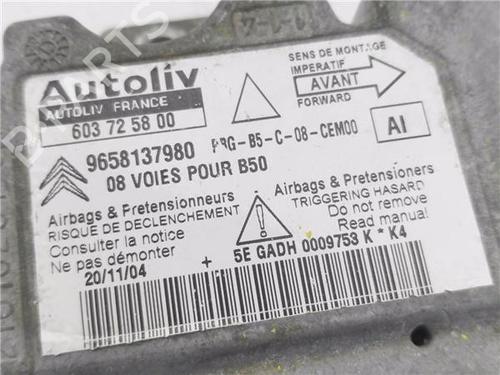 Autoliv
AUTOLIV FRANCE
603 72 58 00
SENS DE MONTAGE
IMPERATIF
AVANT
FORWARD
9658137980
PRG-B5-C-08-CEM00
AI
08 VOIES POUR B50
Airbags & Pretensionneurs
RISQUE DE DECLENCHEMENT
Consulter la notice
Ne pas démonter
Airbags & Pretensioners
TRIGGERING HASARD
Do not remove
Read manual!
20/11/04
+ 5E GADH 0009753 K * K4